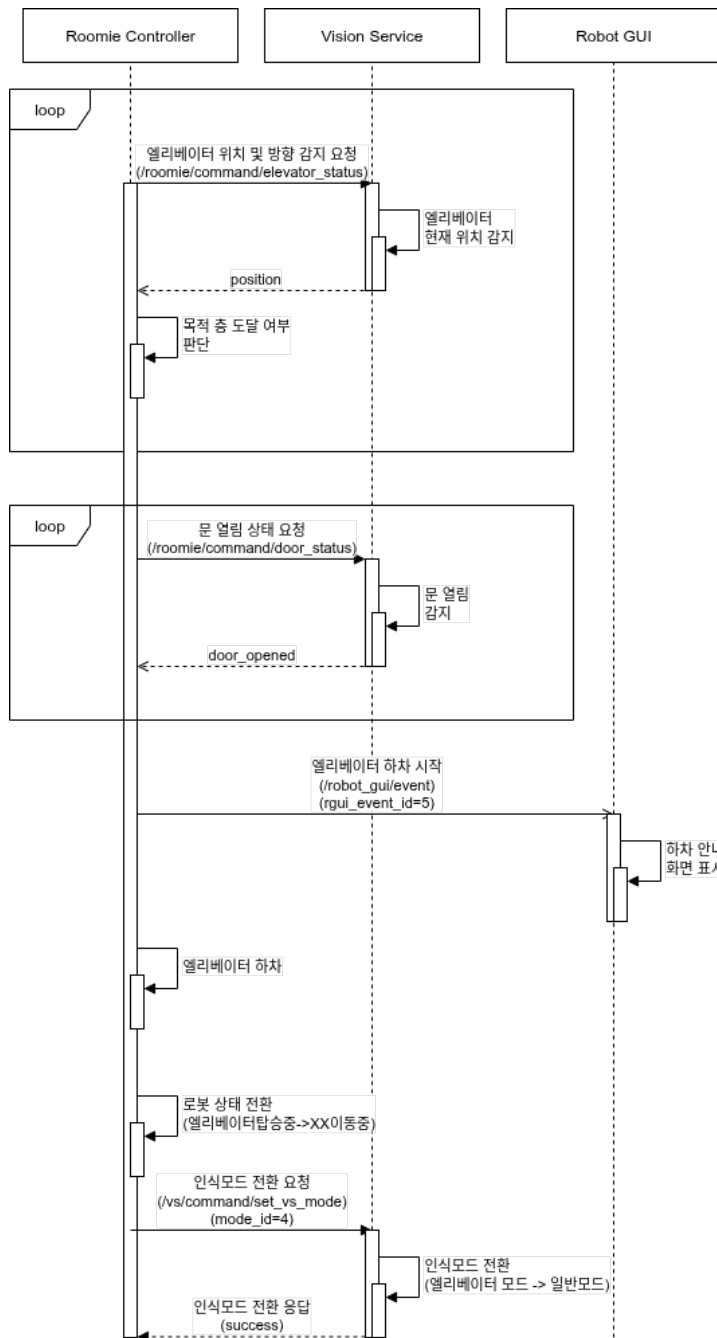 Roomie Controller
Vision Service
Robot GUI
loop
엘리베이터 위치 및 방향 감지 요청
(/roomie/command/elevator_status)
엘리베이터
현재 위치 감지
position
목적 층 도달 여부
판단
loop
문 열림 상태 요청
(/roomie/command/door_status)
문 열림
감지
door_opened
엘리베이터 하차 시작
(/robot_gui/event)
(rgui_event_id=5)
하차
화면
엘리베이터 하차
로봇 상태 전환
(엘리베이터탑승중->XX이동중)
인식모드 전환 요청
(/vs/command/set_vs_mode)
(mode_id=4)
인식모드 전환
(엘리베이터 모드 -> 일반모드)
인식모드 전환 응답
(success)